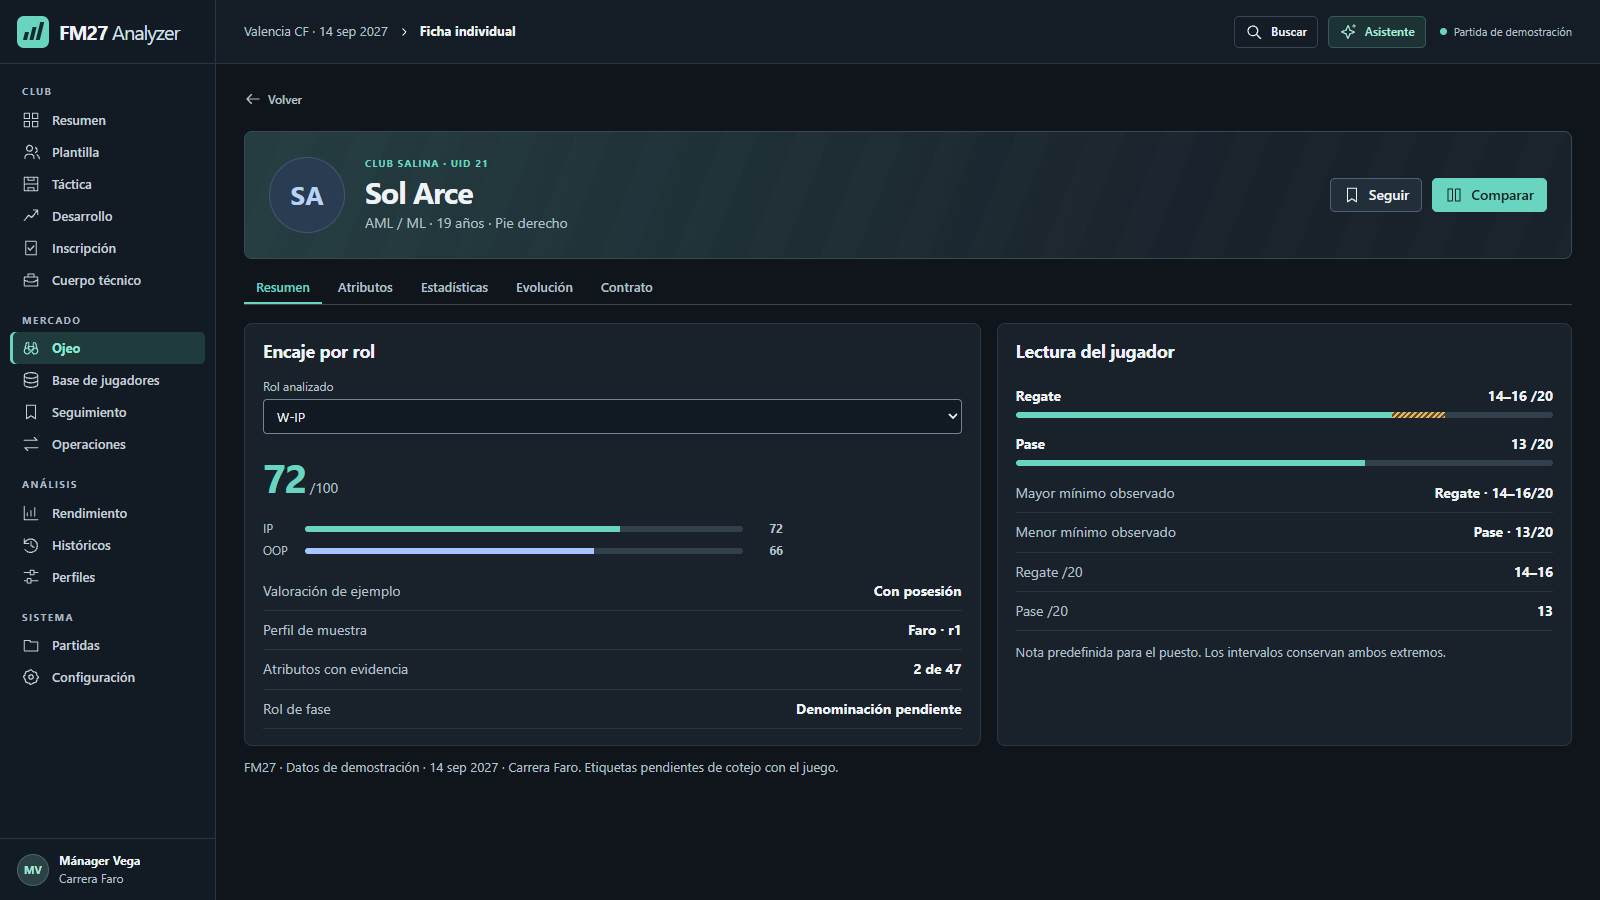 FM27 Analyzer
Valencia CF · 14 sep 2027 › Ficha individual
Buscar
Asistente
Partida de demostración
CLUB
Resumen
Plantilla
Táctica
Desarrollo
Inscripción
Cuerpo técnico
MERCADO
Ojeo
Base de jugadores
Seguimiento
Operaciones
ANÁLISIS
Rendimiento
Históricos
Perfiles
SISTEMA
Partidas
Configuración
MV
Mánager Vega
Carrera Faro
Volver
SA
CLUB SALINA · UID 21
Sol Arce
AML / ML · 19 años · Pie derecho
Seguir
Comparar
Resumen
Atributos
Estadísticas
Evolución
Contrato
Encaje por rol
Rol analizado
W-IP
72 /100
IP 72
OOP 66
Valoración de ejemplo Con posesión
Perfil de muestra Faro · r1
Atributos con evidencia 2 de 47
Rol de fase Denominación pendiente
Lectura del jugador
Regate 14–16 /20
Pase 13 /20
Mayor mínimo observado Regate · 14–16/20
Menor mínimo observado Pase · 13/20
Regate /20 14–16
Pase /20 13
Nota predefinida para el puesto. Los intervalos conservan ambos extremos.
FM27 · Datos de demostración · 14 sep 2027 · Carrera Faro. Etiquetas pendientes de cotejo con el juego.